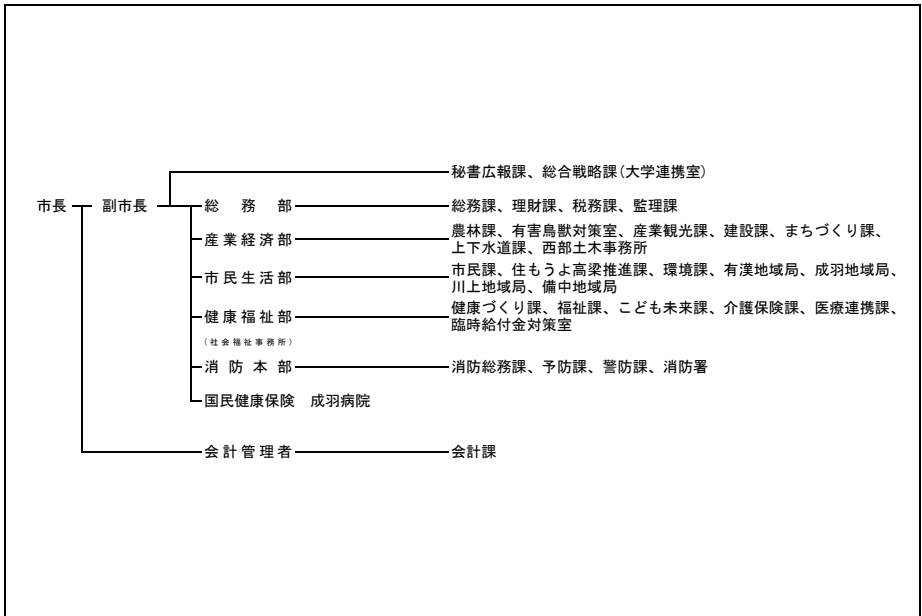 秘書広報課、総合戦略課(大学連携室)
市長 副市長 総務部 総務課、理財課、税務課、監理課
産業経済部 農林課、有害鳥獣対策室、産業観光課、建設課、まちづくり課、
上下水道課、西部土木事務所
市民生活部 市民課、住もうよ高梁推進課、環境課、有漢地域局、成羽地域局、
川上地域局、備中地域局
健康福祉部 健康づくり課、福祉課、こども未来課、介護保険課、医療連携課、
臨時給付金対策室
(社会福祉事務所)
消防本部 消防総務課、予防課、警防課、消防署
国民健康保険 成羽病院
会計管理者 会計課